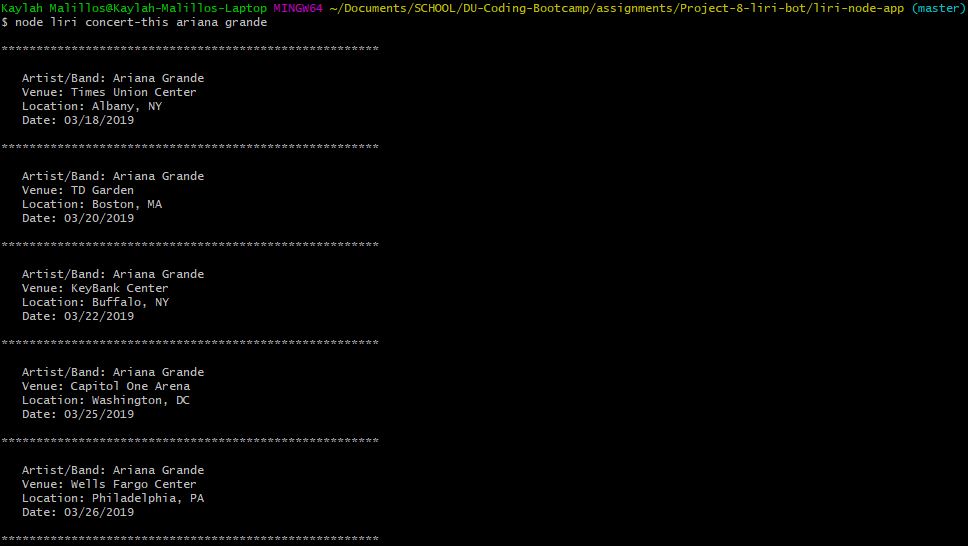 Kaylah Malillos@Kaylah-Malillos-Laptop MINGW64 ~/Documents/SCHOOL/DU-Coding-Bootcamp/assignments/Project-8-liri-bot/liri-node-app (master)
$ node liri concert-this ariana grande
******************************************************
Artist/Band: Ariana Grande
Venue: Times Union Center
Location: Albany, NY
Date: 03/18/2019
******************************************************
Artist/Band: Ariana Grande
Venue: TD Garden
Location: Boston, MA
Date: 03/20/2019
******************************************************
Artist/Band: Ariana Grande
Venue: KeyBank Center
Location: Buffalo, NY
Date: 03/22/2019
******************************************************
Artist/Band: Ariana Grande
Venue: Capitol One Arena
Location: Washington, DC
Date: 03/25/2019
******************************************************
Artist/Band: Ariana Grande
Venue: Wells Fargo Center
Location: Philadelphia, PA
Date: 03/26/2019
******************************************************